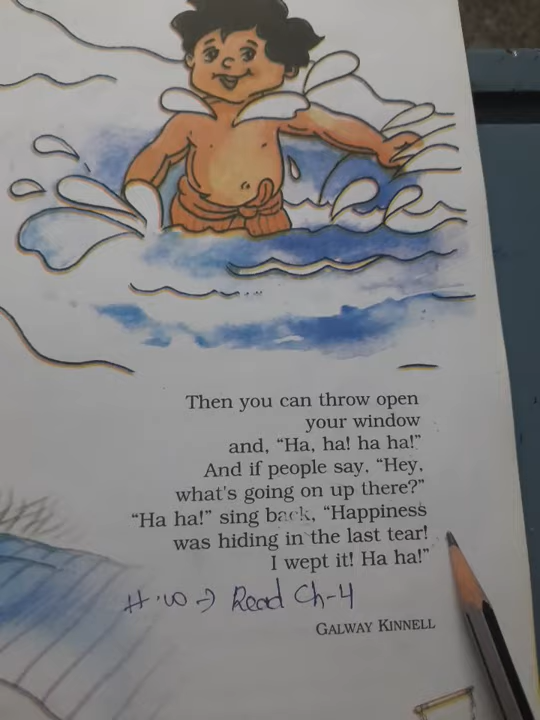 Then you can throw open
your window
and, “Ha, ha! ha ha!”
And if people say, “Hey,
what's going on up there?”
“Ha ha!” sing back, “Happiness
was hiding in the last tear!
I wept it! Ha ha!”
H.W → Read Ch-4
GALWAY KINNELL